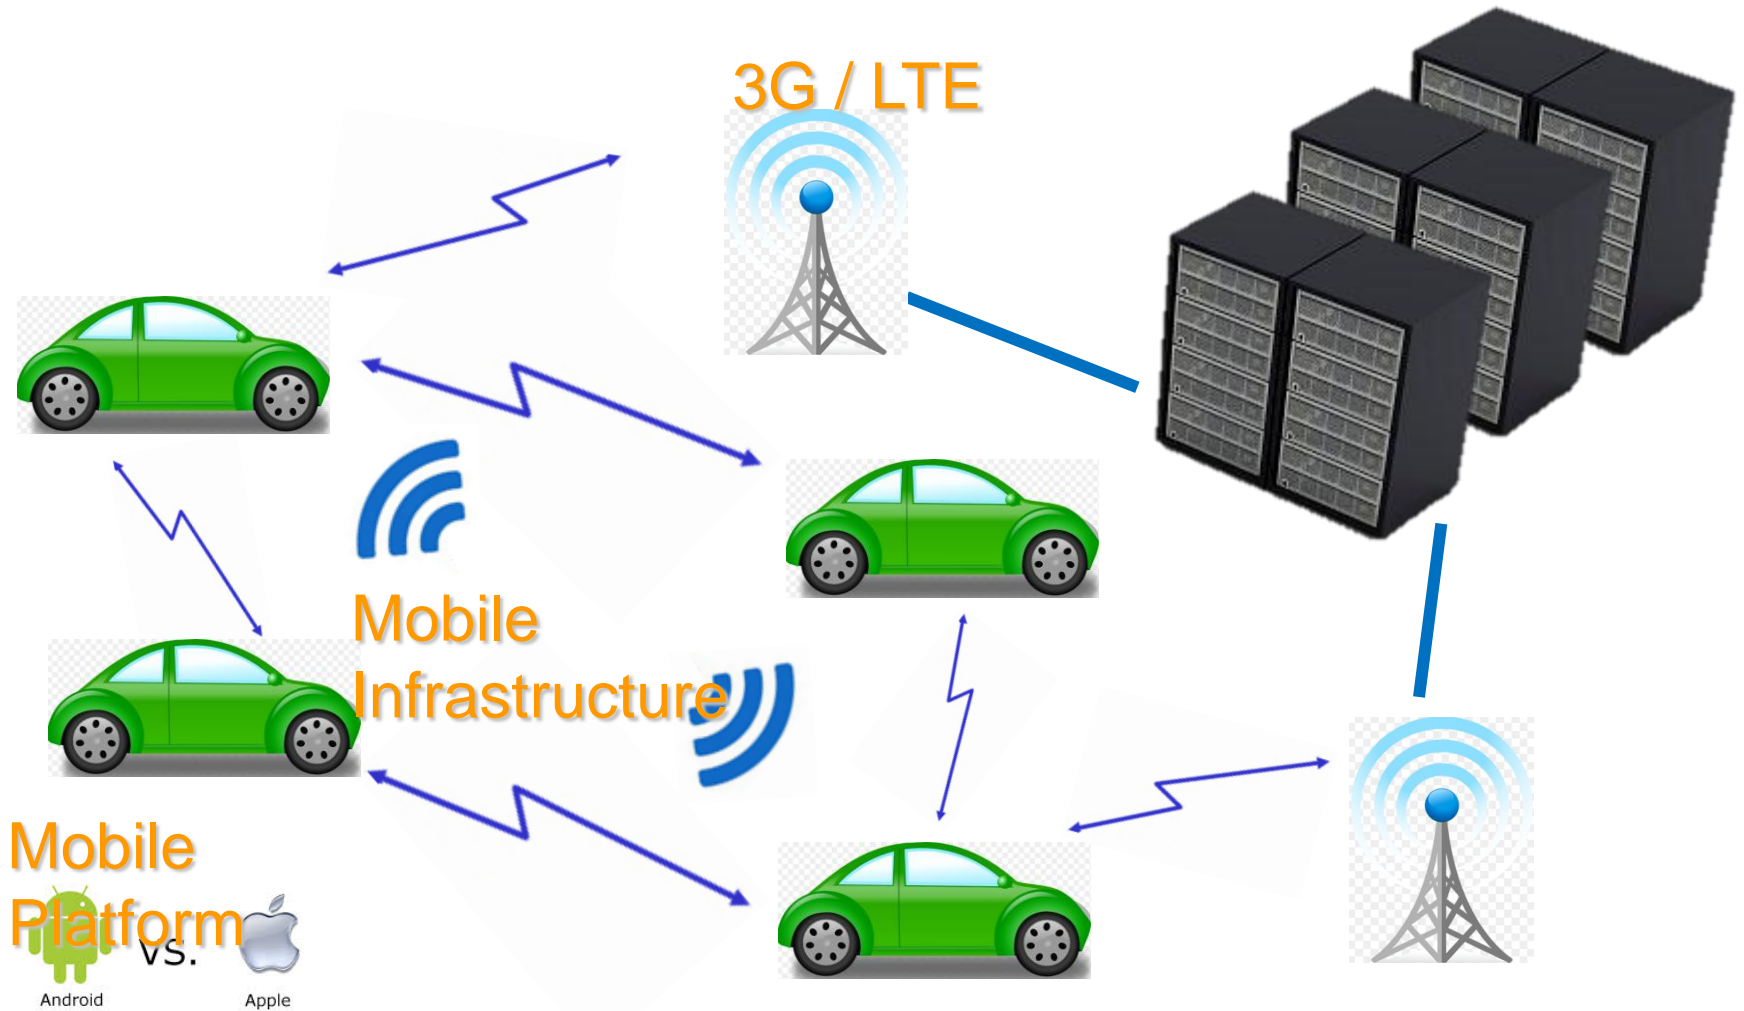 3G / LTE
Mobile
Infrastructure
Mobile
Platform
vs.
Android
Apple